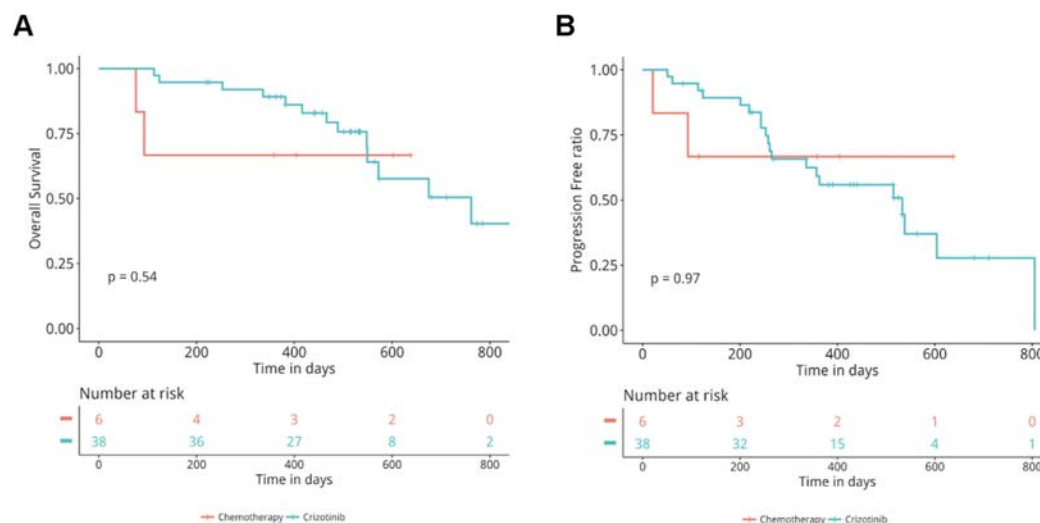 A
Overall Survival
1.00
0.75
0.50
0.25
0.00
p = 0.54
0 200 400 600 800
Time in days
Number at risk
6 4 3 2 0
38 36 27 8 2
0 200 400 600 800
Time in days
Chemotherapy Crizotinib
B
Progression Free ratio
1.00
0.75
0.50
0.25
0.00
p = 0.97
0 200 400 600 800
Time in days
Number at risk
6 3 2 1 0
38 32 15 4 1
0 200 400 600 800
Time in days
Chemotherapy Crizotinib